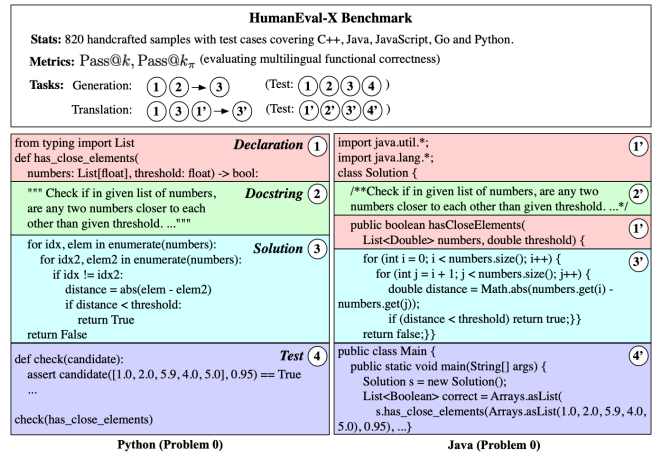 HumanEval-X Benchmark
Stats: 820 handcrafted samples with test cases covering C++, Java, JavaScript, Go and Python.
Metrics: Pass@k, Pass@kπ (evaluating multilingual functional correctness)
Tasks: Generation: 1 2 → 3 (Test: 1 2 3 4 )
Translation: 1 3 1' → 3' (Test: 1' 2' 3' 4' )
from typing import List Declaration 1
def has_close_elements(
numbers: List[float], threshold: float) -> bool:
""" Check if in given list of numbers, Docstring 2
are any two numbers closer to each
other than given threshold. ..."""
for idx, elem in enumerate(numbers): Solution 3
for idx2, elem2 in enumerate(numbers):
if idx != idx2:
distance = abs(elem - elem2)
if distance < threshold:
return True
return False
def check(candidate): Test 4
assert candidate([1.0, 2.0, 5.9, 4.0, 5.0], 0.95) == True
...
check(has_close_elements)
Python (Problem 0)
import java.util.*; 1'
import java.lang.*;
class Solution {
/**Check if in given list of numbers, are any two 2'
numbers closer to each other than given threshold. ...*/
public boolean hasCloseElements( 1'
List<Double> numbers, double threshold) {
for (int i = 0; i < numbers.size(); i++) { 3'
for (int j = i + 1; j < numbers.size(); j++) {
double distance = Math.abs(numbers.get(i) -
numbers.get(j));
if (distance < threshold) return true;}}
return false;}}
public class Main { 4'
public static void main(String[] args) {
Solution s = new Solution();
List<Boolean> correct = Arrays.asList(
s.has_close_elements(Arrays.asList(1.0, 2.0, 5.9, 4.0,
5.0), 0.95), ...}
Java (Problem 0)